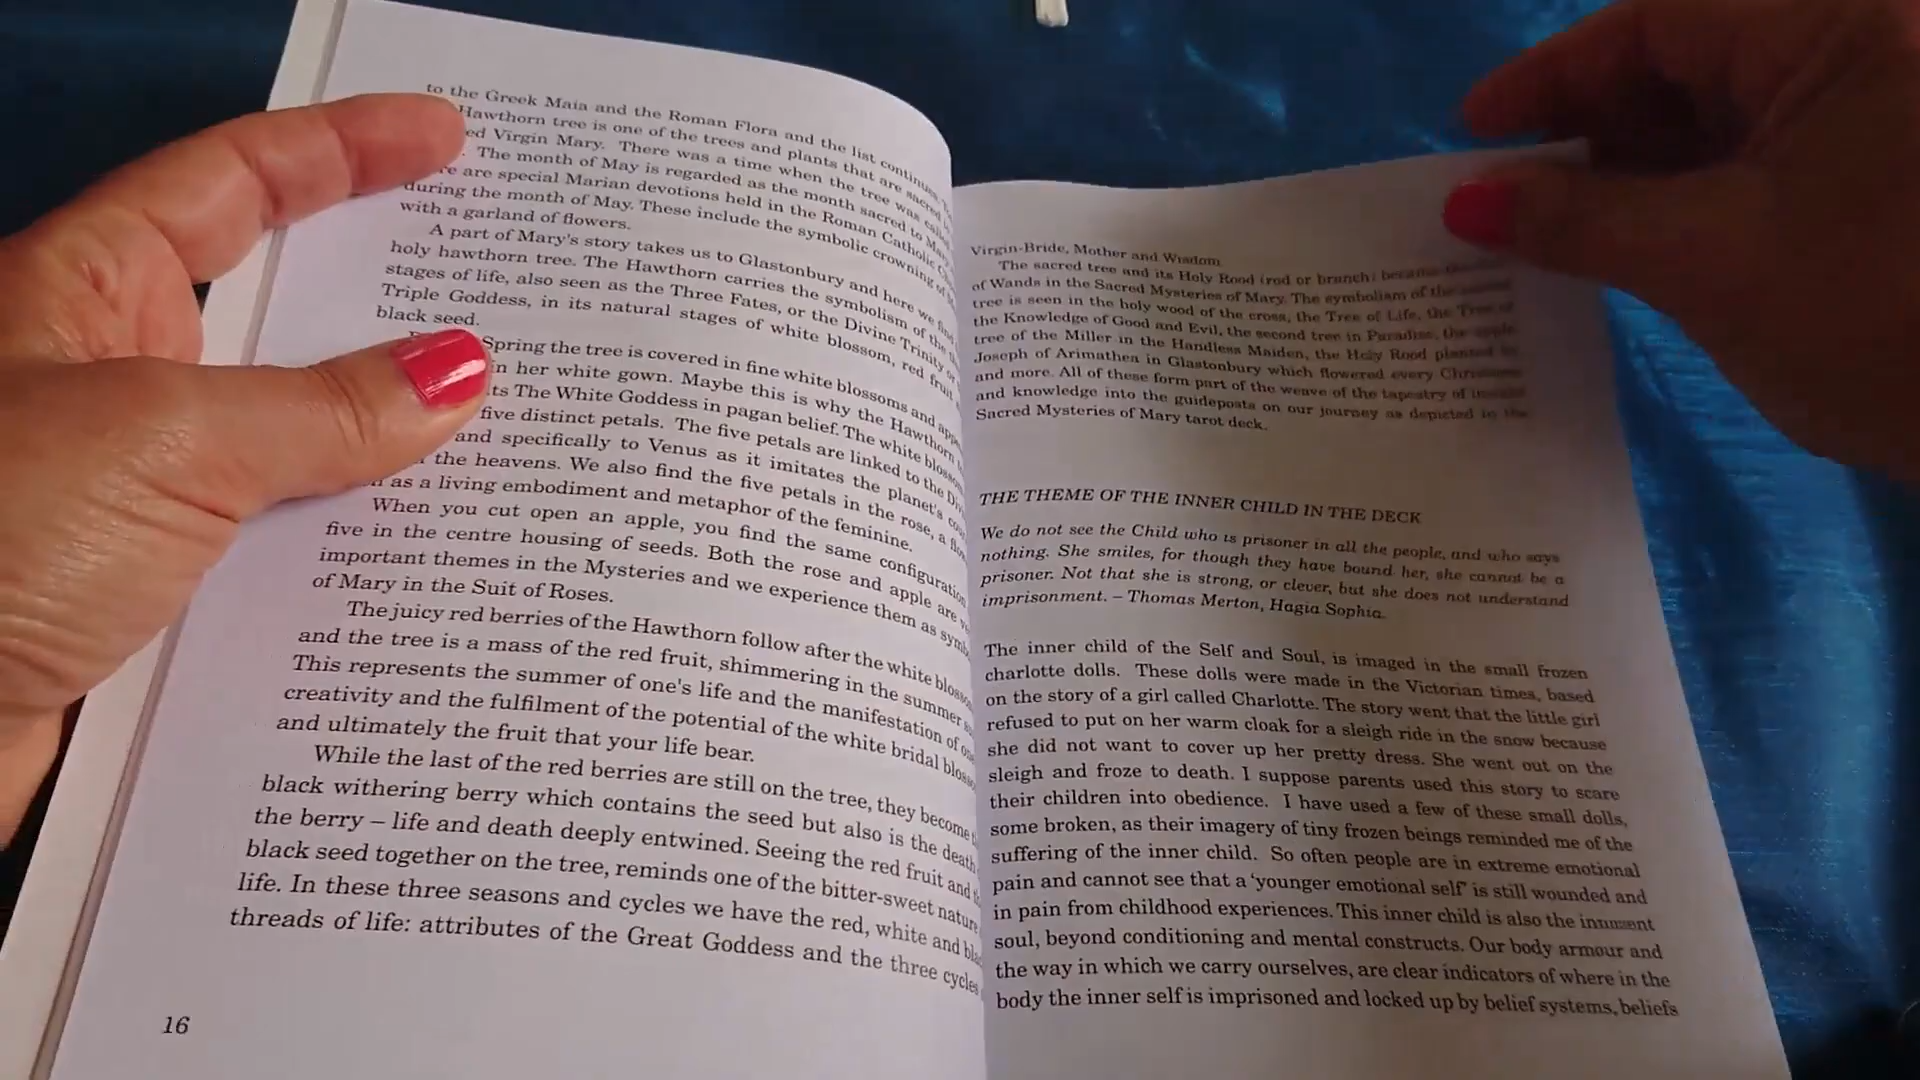 to the Greek Maia and the Roman Flora and the list continues.
Hawthorn tree is one of the trees and plants that are sacred
ed Virgin Mary. There was a time when the tree was called
The month of May is regarded as the month sacred to Mary
re are special Marian devotions held in the Roman Catholic
during the month of May. These include the symbolic crowning of
with a garland of flowers.
A part of Mary's story takes us to Glastonbury and here we find
holy hawthorn tree. The Hawthorn carries the symbolism of the
stages of life, also seen as the Three Fates, or the Divine Trinity or
Triple Goddess, in its natural stages of white blossom, red fruit
black seed.
Spring the tree is covered in fine white blossoms and
in her white gown. Maybe this is why the Hawthorn
ts The White Goddess in pagan belief. The white
five distinct petals. The five petals are linked to the
and specifically to Venus as it imitates the planet's
the heavens. We also find the five petals in the rose, a
as a living embodiment and metaphor of the feminine.
When you cut open an apple, you find the same configuration
five in the centre housing of seeds. Both the rose and apple are
important themes in the Mysteries and we experience them as
of Mary in the Suit of Roses.
The juicy red berries of the Hawthorn follow after the white
and the tree is a mass of the red fruit, shimmering in the summer
This represents the summer of one's life and the manifestation of
creativity and the fulfilment of the potential of the white bridal
and ultimately the fruit that your life bear.
While the last of the red berries are still on the tree, they become
black withering berry which contains the seed but also is the death
the berry – life and death deeply entwined. Seeing the red fruit and
black seed together on the tree, reminds one of the bitter-sweet nature
life. In these three seasons and cycles we have the red, white and
threads of life: attributes of the Great Goddess and the three cycles
16
Virgin-Bride, Mother and Wisdom
The sacred tree and its Holy Rood (rod or branch)
of Wands in the Sacred Mysteries of Mary. The symbolism of the
tree is seen in the holy wood of the cross, the Tree of Life, the Tree of
the Knowledge of Good and Evil, the second tree in Paradise, the apple
tree of the Miller in the Handless Maiden, the Holy Rood planted by
Joseph of Arimathea in Glastonbury which flowered every Christmas
and more. All of these form part of the weave of the tapestry of
and knowledge into the guideposts on our journey as depicted in the
Sacred Mysteries of Mary tarot deck.
THE THEME OF THE INNER CHILD IN THE DECK
We do not see the Child who is prisoner in all the people, and who says
nothing. She smiles, for though they have bound her, she cannot be a
prisoner. Not that she is strong, or clever, but she does not understand
imprisonment. – Thomas Merton, Hagia Sophia.
The inner child of the Self and Soul, is imaged in the small frozen
charlotte dolls. These dolls were made in the Victorian times, based
on the story of a girl called Charlotte. The story went that the little girl
refused to put on her warm cloak for a sleigh ride in the snow because
she did not want to cover up her pretty dress. She went out on the
sleigh and froze to death. I suppose parents used this story to scare
their children into obedience. I have used a few of these small dolls,
some broken, as their imagery of tiny frozen beings reminded me of the
suffering of the inner child. So often people are in extreme emotional
pain and cannot see that a 'younger emotional self' is still wounded and
in pain from childhood experiences. This inner child is also the innocent
soul, beyond conditioning and mental constructs. Our body armour and
the way in which we carry ourselves, are clear indicators of where in the
body the inner self is imprisoned and locked up by belief systems, beliefs